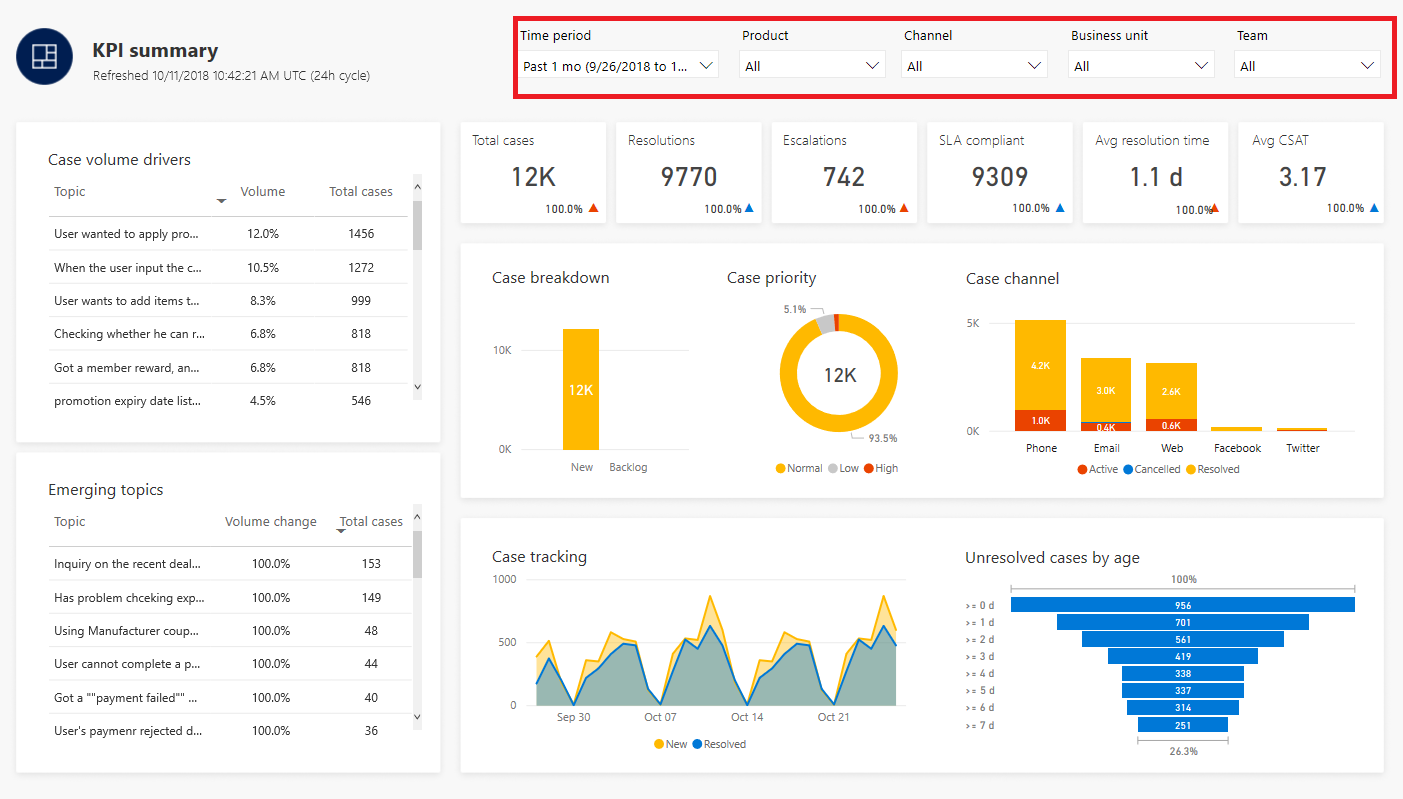 KPI summary
Refreshed 10/11/2018 10:42:21 AM UTC (24h cycle)
Time period Product Channel Business unit Team
Past 1 mo (9/26/2018 to 1... All All All All
Case volume drivers
Topic Volume Total cases
User wanted to apply pro... 12.0% 1456
When the user input the c... 10.5% 1272
User wants to add items t... 8.3% 999
Checking whether he can r... 6.8% 818
Got a member reward, an... 6.8% 818
promotion expiry date list... 4.5% 546
Emerging topics
Topic Volume change Total cases
Inquiry on the recent deal... 100.0% 153
Has problem chceking exp... 100.0% 149
Using Manufacturer coup... 100.0% 48
User cannot complete a p... 100.0% 44
Got a ""payment failed"" ... 100.0% 40
User's paymenr rejected d... 100.0% 36
Total cases Resolutions Escalations SLA compliant Avg resolution time Avg CSAT
12K 9770 742 9309 1.1 d 3.17
100.0% 100.0% 100.0% 100.0% 100.0% 100.0%
Case breakdown
10K
12K
0K
New Backlog
Case priority
5.1%
12K
93.5%
Normal Low High
Case channel
5K
4.2K 3.0K 2.6K
1.0K 0.4K 0.6K
0K
Phone Email Web Facebook Twitter
Active Cancelled Resolved
Case tracking
1000
500
0
Sep 30 Oct 07 Oct 14 Oct 21
New Resolved
Unresolved cases by age
100%
>= 0 d 956
>= 1 d 701
>= 2 d 561
>= 3 d 419
>= 4 d 338
>= 5 d 337
>= 6 d 314
>= 7 d 251
26.3%